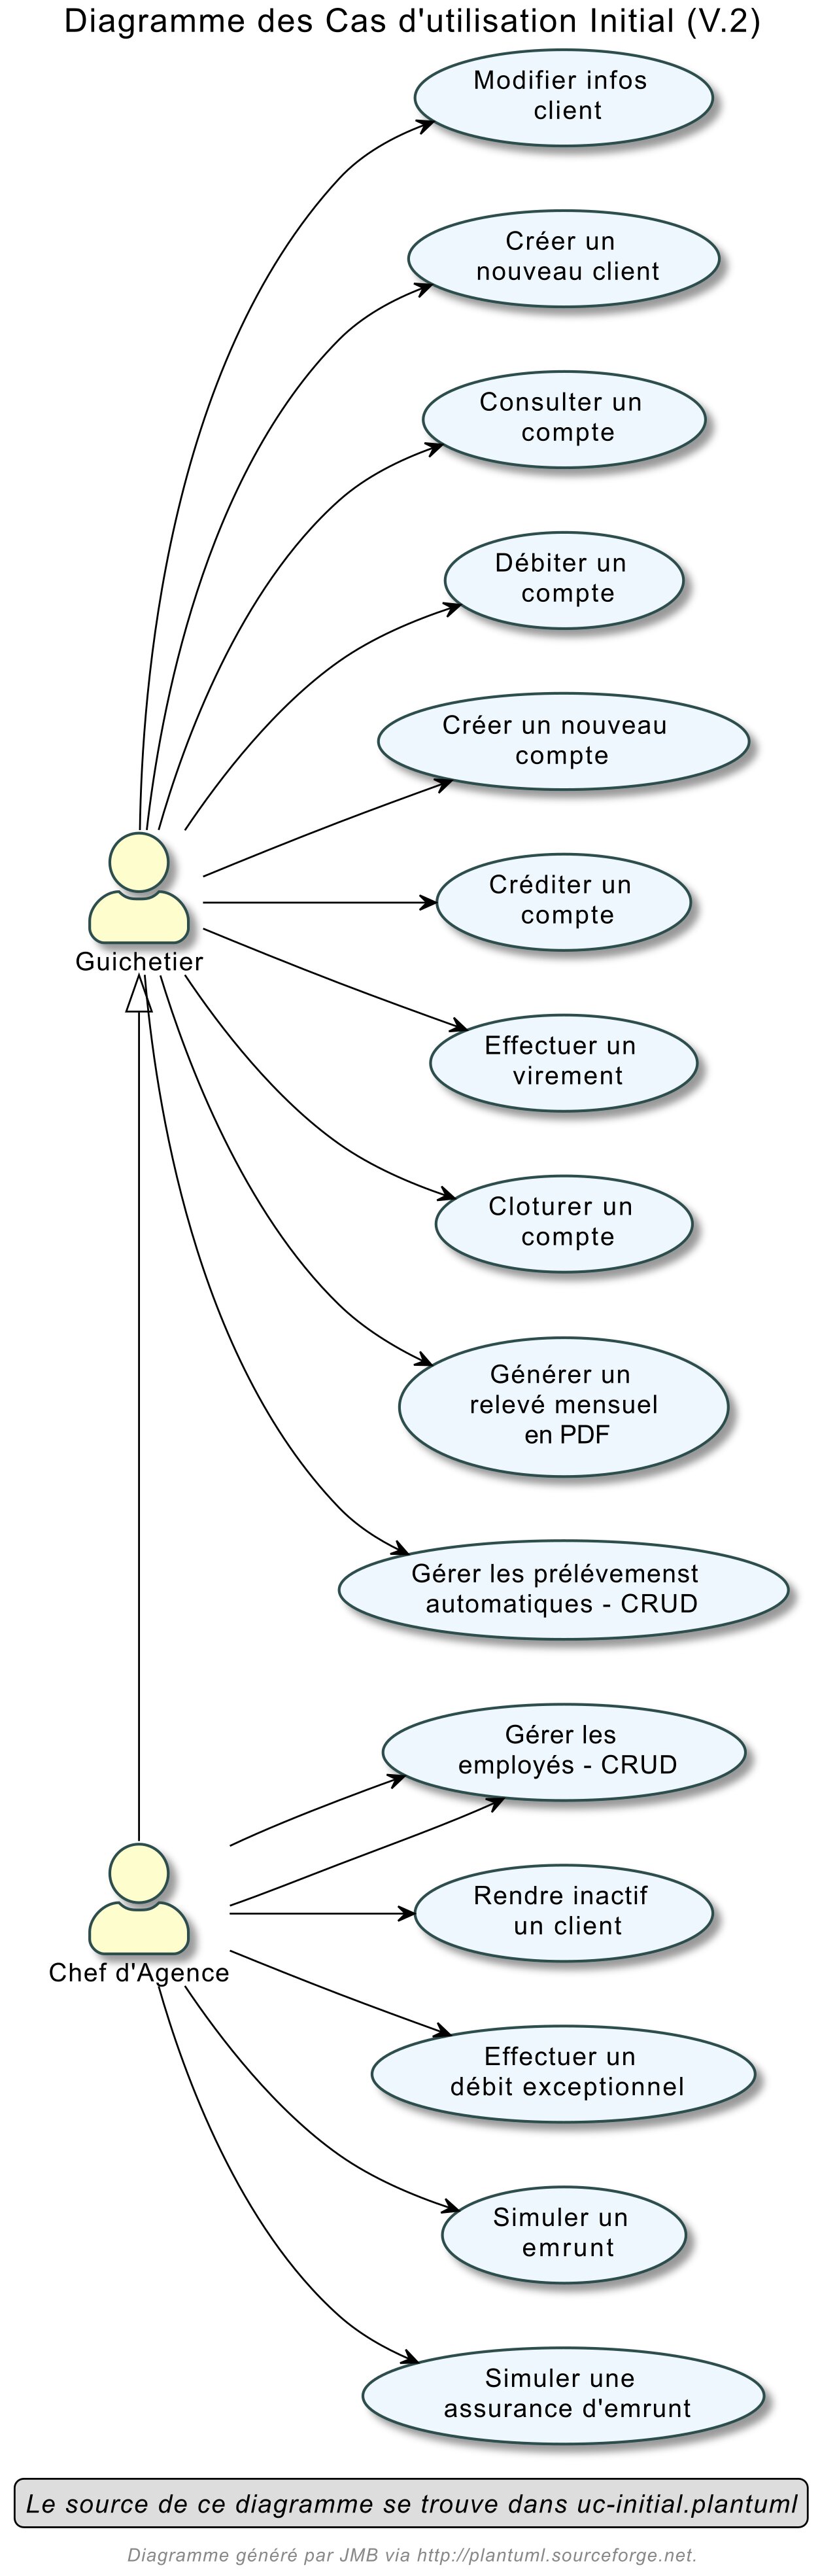 Diagramme des Cas d'utilisation Initial (V.2)
Modifier infos
client
Créer un
nouveau client
Consulter un
compte
Débiter un
compte
Créer un nouveau
compte
Créditer un
compte
Guichetier
Effectuer un
virement
Cloturer un
compte
Générer un
relevé mensuel
en PDF
Gérer les prélévemenst
automatiques - CRUD
Gérer les
employés - CRUD
Rendre inactif
un client
Chef d'Agence
Effectuer un
débit exceptionnel
Simuler un
emrunt
Simuler une
assurance d'emrunt
Le source de ce diagramme se trouve dans uc-initial.plantuml
Diagramme généré par JMB via http://plantuml.sourceforge.net.